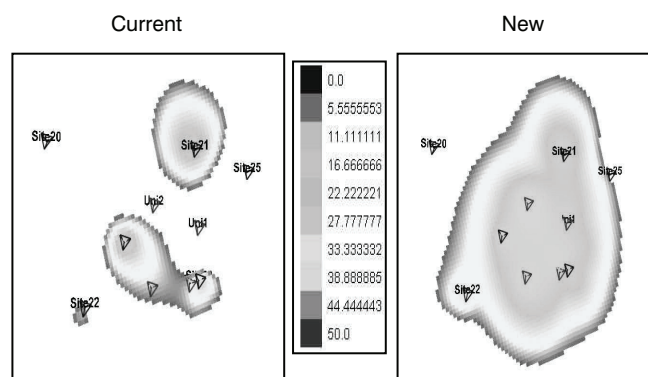 Current
New
Site20
Site21
Site25
Uni2
Uni1
Site22
0.0
5.5555553
11.111111
16.666666
22.222221
27.777777
33.333332
38.888885
44.444443
50.0
Site20
Site21
Site25
Site22